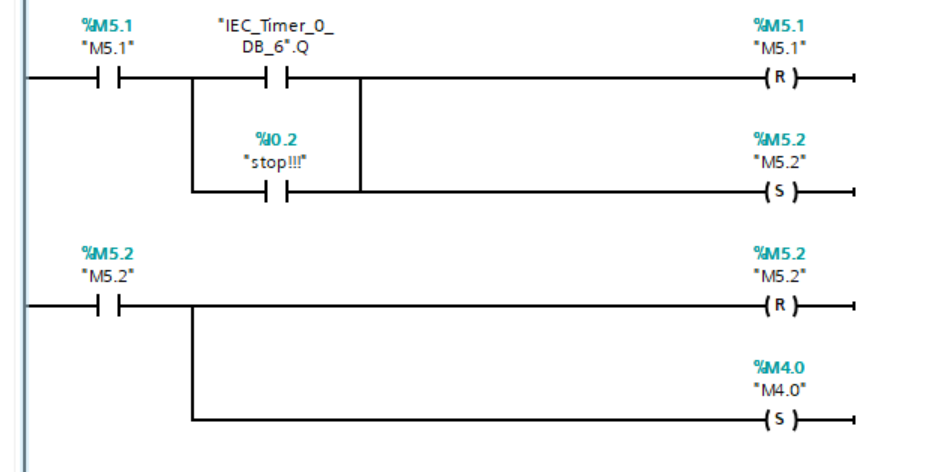 %M5.1
"M5.1"
"IEC_Timer_0_
DB_6".Q
%M5.1
"M5.1"
R
%I0.2
"stop!!!"
%M5.2
"M5.2"
S
%M5.2
"M5.2"
%M5.2
"M5.2"
R
%M4.0
"M4.0"
S